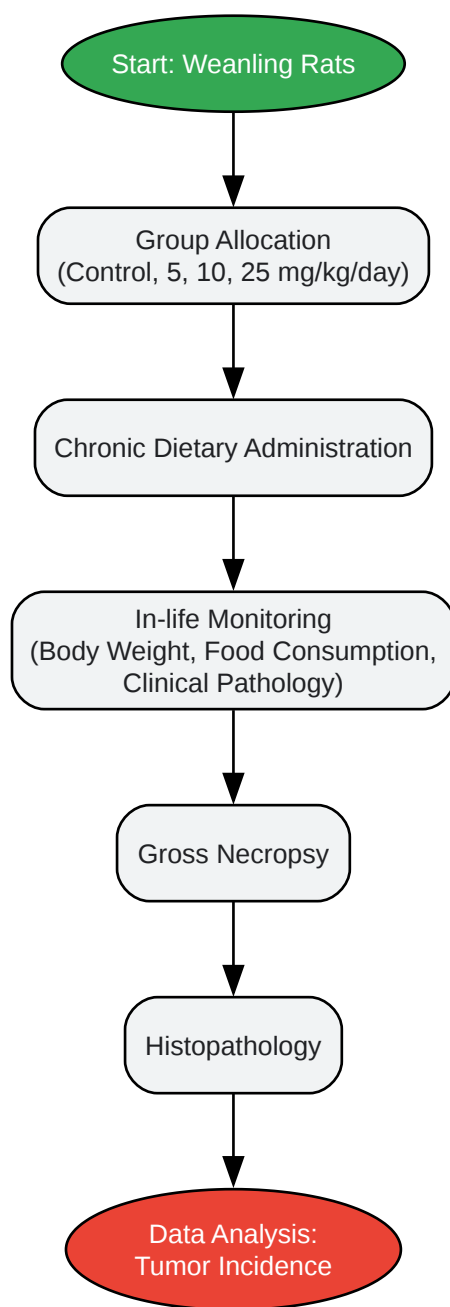 Start: Weanling Rats
Group Allocation
(Control, 5, 10, 25 mg/kg/day)
Chronic Dietary Administration
In-life Monitoring
(Body Weight, Food Consumption,
Clinical Pathology)
Gross Necropsy
Histopathology
Data Analysis:
Tumor Incidence